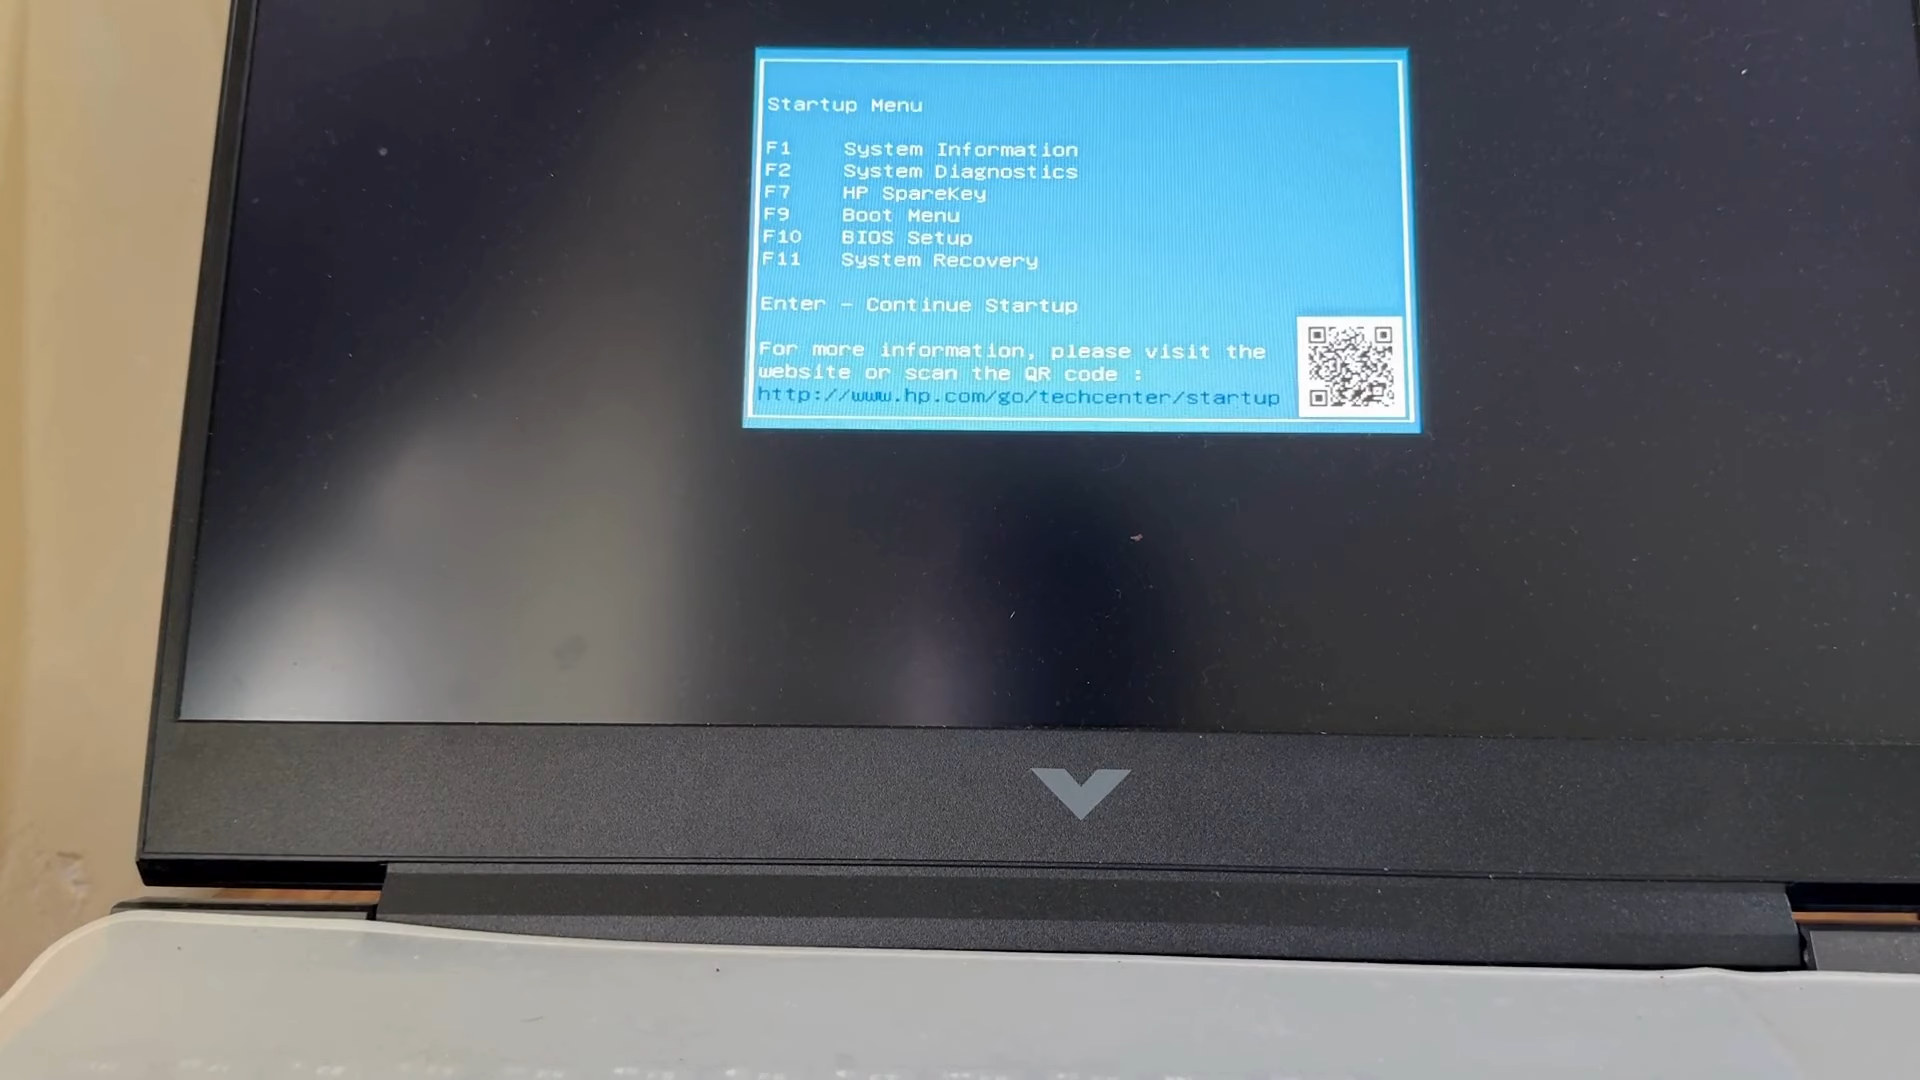 Startup Menu
F1 System Information
F2 System Diagnostics
F7 HP SpareKey
F9 Boot Menu
F10 BIOS Setup
F11 System Recovery
Enter - Continue Startup
For more information, please visit the
website or scan the QR code :
http://www.hp.com/go/techcenter/startup